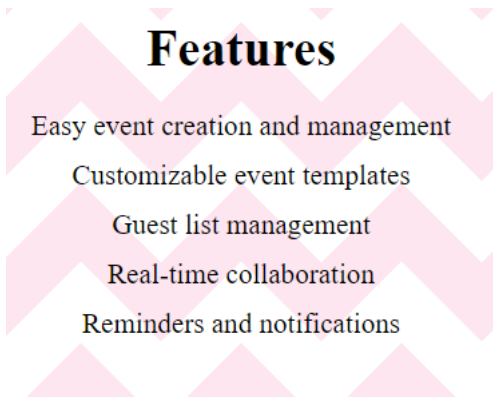 Features
Easy event creation and management
Customizable event templates
Guest list management
Real-time collaboration
Reminders and notifications